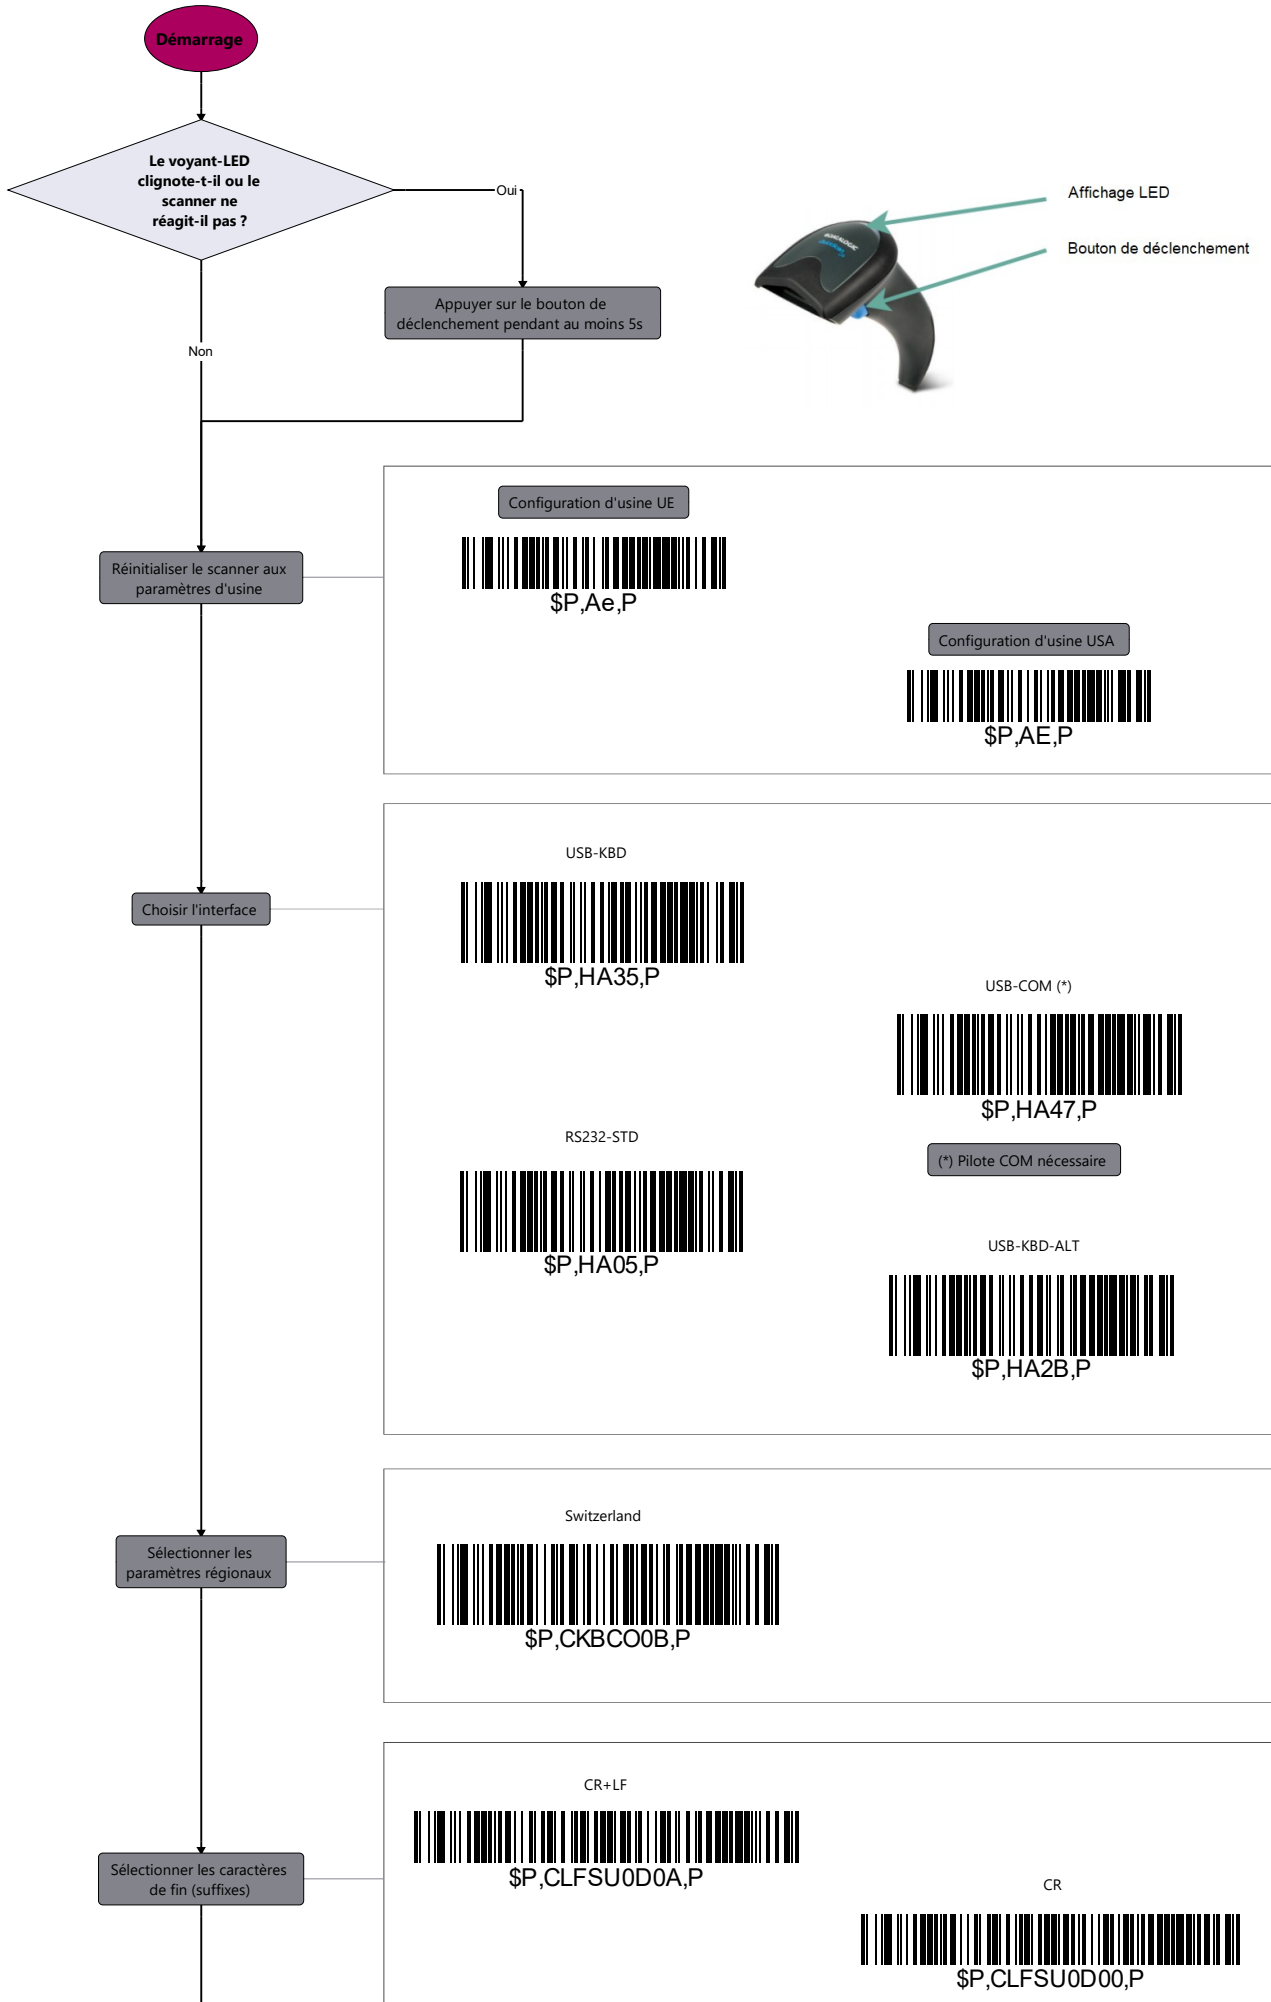 Démarrage
Le voyant-LED
clignote-t-il ou le
scanner ne
réagit-il pas ?
Oui
Affichage LED
Bouton de déclenchement
Appuyer sur le bouton de
déclenchement pendant au moins 5s
Non
Configuration d'usine UE
$P,Ae,P
Réinitialiser le scanner aux
paramètres d'usine
Configuration d'usine USA
$P,AE,P
USB-KBD
$P,HA35,P
Choisir l'interface
USB-COM (*)
$P,HA47,P
(*) Pilote COM nécessaire
RS232-STD
$P,HA05,P
USB-KBD-ALT
$P,HA2B,P
Switzerland
$P,CKBCO0B,P
Sélectionner les
paramètres régionaux
CR+LF
$P,CLFSU0D0A,P
Sélectionner les caractères
de fin (suffixes)
CR
$P,CLFSU0D00,P